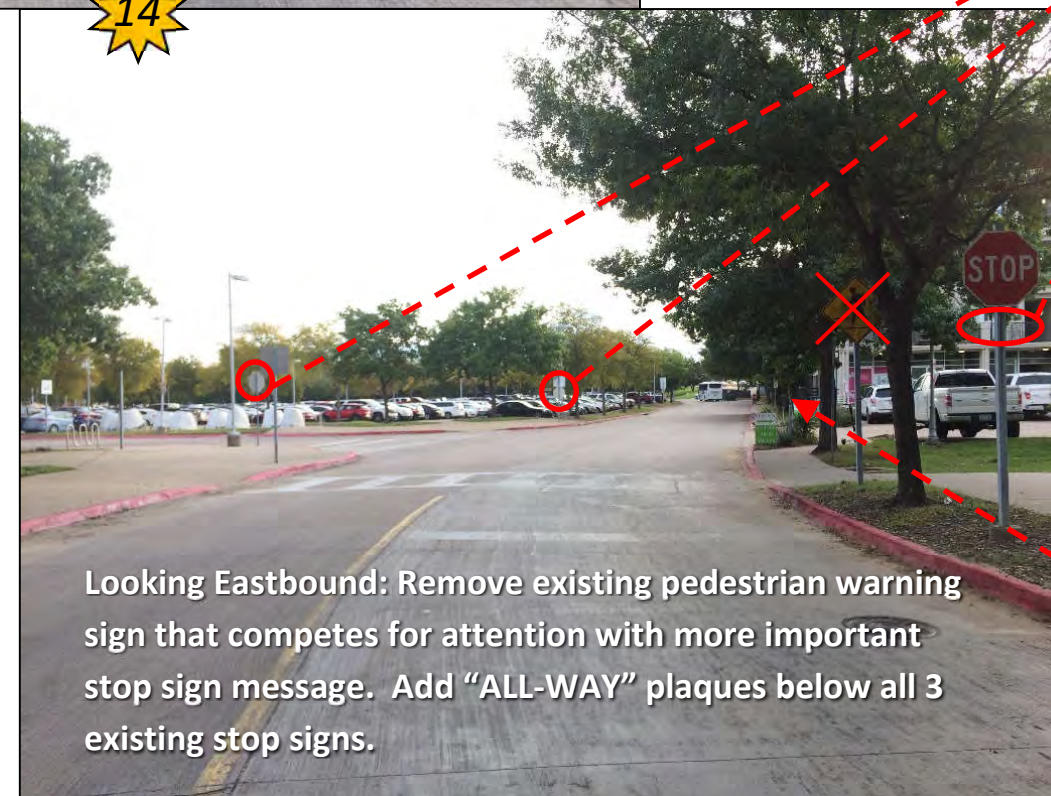 14
STOP
Looking Eastbound: Remove existing pedestrian warning
sign that competes for attention with more important
stop sign message.  Add “ALL-WAY” plaques below all 3
existing stop signs.